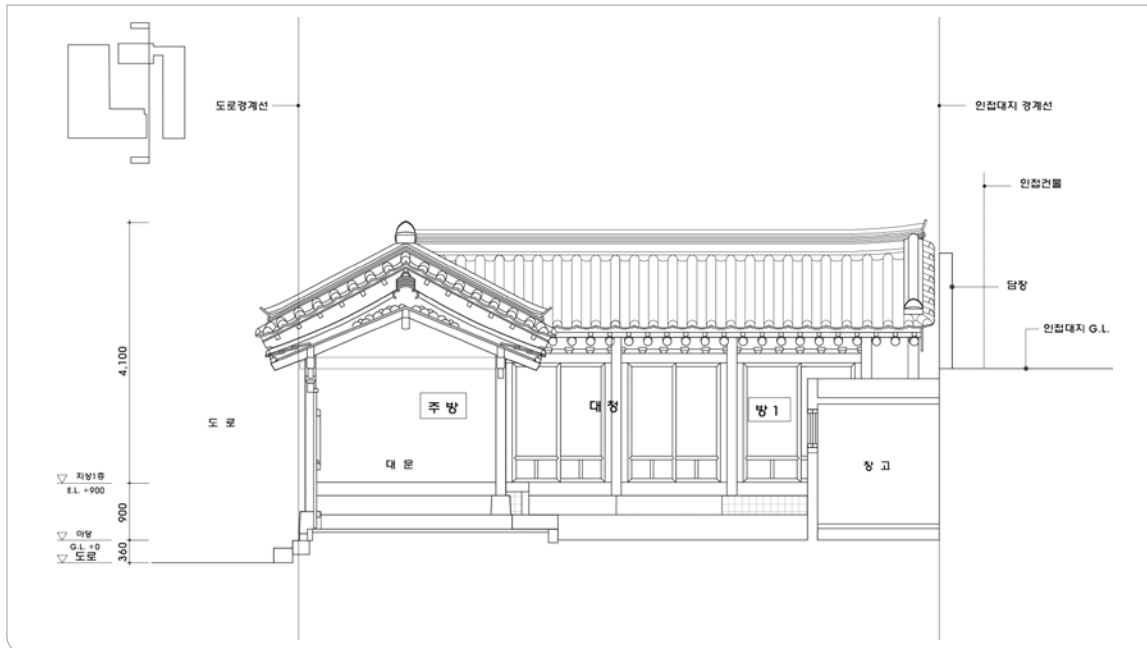 도로경계선
인접대지 경계선
인접건물
담장
인접대지 G.L.
4,100
주 방
대 청
방 1
도 로
대 문
창 고
지상1층
E.L. +900
900
마당
G.L. +0
도로
360